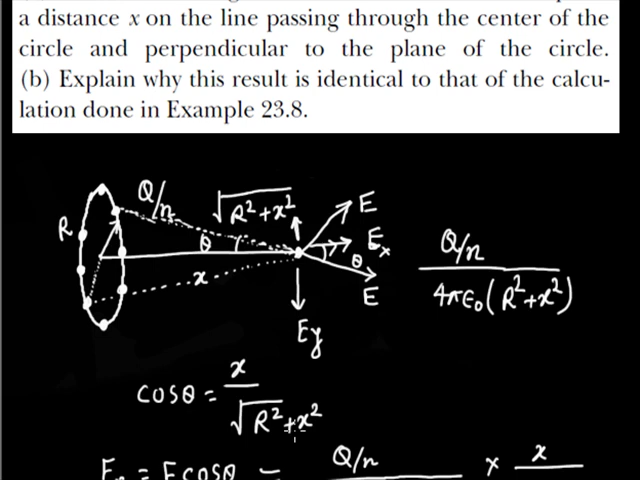 a distance x on the line passing through the center of the
circle and perpendicular to the plane of the circle.
(b) Explain why this result is identical to that of the calcu-
lation done in Example 23.8.
Q/n
√R²+x²
E
R
θ
Ex
θ
x
E
Ey
Q/n
4πε₀(R²+x²)
cosθ = x
√R²+x²
= E cosθ = Q/n × x